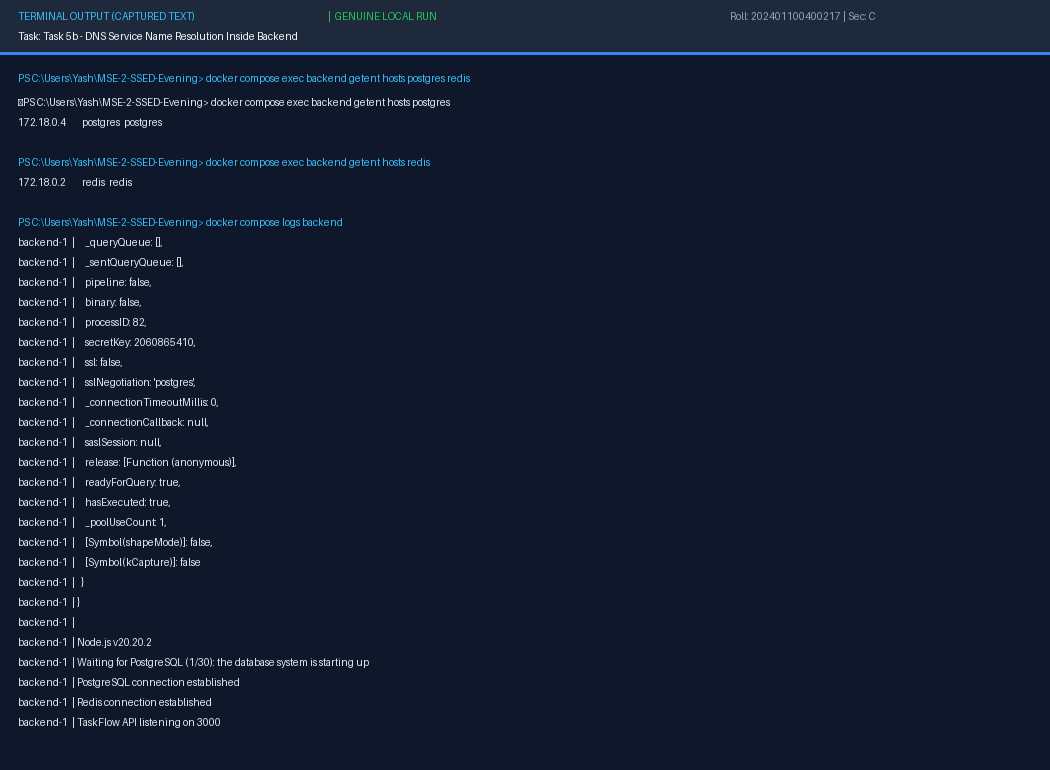 TERMINAL OUTPUT (CAPTURED TEXT) | GENUINE LOCAL RUN Roll: 202401100400217 | Sec: C
Task: Task 5b - DNS Service Name Resolution Inside Backend
PS C:\Users\Yash\MSE-2-SSED-Evening> docker compose exec backend getent hosts postgres redis
PS C:\Users\Yash\MSE-2-SSED-Evening> docker compose exec backend getent hosts postgres
172.18.0.4 postgres postgres
PS C:\Users\Yash\MSE-2-SSED-Evening> docker compose exec backend getent hosts redis
172.18.0.2 redis redis
PS C:\Users\Yash\MSE-2-SSED-Evening> docker compose logs backend
backend-1 | _queryQueue: [],
backend-1 | _sentQueryQueue: [],
backend-1 | pipeline: false,
backend-1 | binary: false,
backend-1 | processID: 82,
backend-1 | secretKey: 2060865410,
backend-1 | ssl: false,
backend-1 | sslNegotiation: 'postgres',
backend-1 | _connectionTimeoutMillis: 0,
backend-1 | _connectionCallback: null,
backend-1 | saslSession: null,
backend-1 | release: [Function (anonymous)],
backend-1 | readyForQuery: true,
backend-1 | hasExecuted: true,
backend-1 | _poolUseCount: 1,
backend-1 | [Symbol(shapeMode)]: false,
backend-1 | [Symbol(kCapture)]: false
backend-1 | }
backend-1 | }
backend-1 |
backend-1 | Node.js v20.20.2
backend-1 | Waiting for PostgreSQL (1/30): the database system is starting up
backend-1 | PostgreSQL connection established
backend-1 | Redis connection established
backend-1 | TaskFlow API listening on 3000